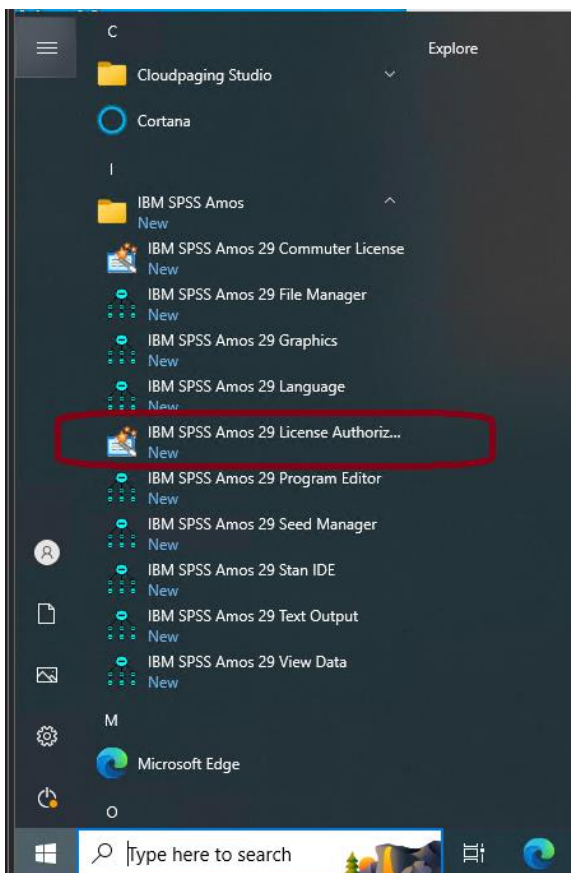 C
Explore
Cloudpaging Studio
Cortana
I
IBM SPSS Amos
New
IBM SPSS Amos 29 Commuter License
New
IBM SPSS Amos 29 File Manager
New
IBM SPSS Amos 29 Graphics
New
IBM SPSS Amos 29 Language
New
IBM SPSS Amos 29 License Authoriz...
New
IBM SPSS Amos 29 Program Editor
New
IBM SPSS Amos 29 Seed Manager
New
IBM SPSS Amos 29 Stan IDE
New
IBM SPSS Amos 29 Text Output
New
IBM SPSS Amos 29 View Data
New
M
Microsoft Edge
O
Type here to search